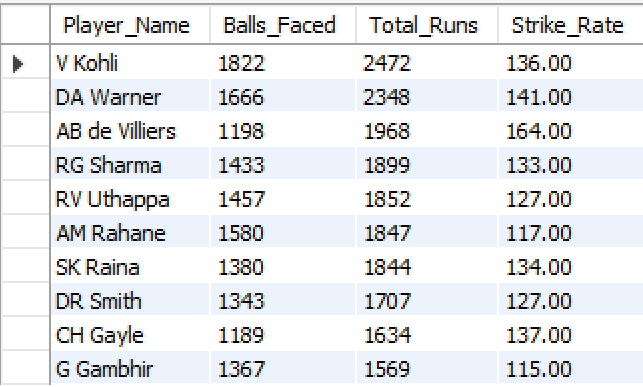 Player_Name Balls_Faced Total_Runs Strike_Rate
V Kohli 1822 2472 136.00
DA Warner 1666 2348 141.00
AB de Villiers 1198 1968 164.00
RG Sharma 1433 1899 133.00
RV Uthappa 1457 1852 127.00
AM Rahane 1580 1847 117.00
SK Raina 1380 1844 134.00
DR Smith 1343 1707 127.00
CH Gayle 1189 1634 137.00
G Gambhir 1367 1569 115.00